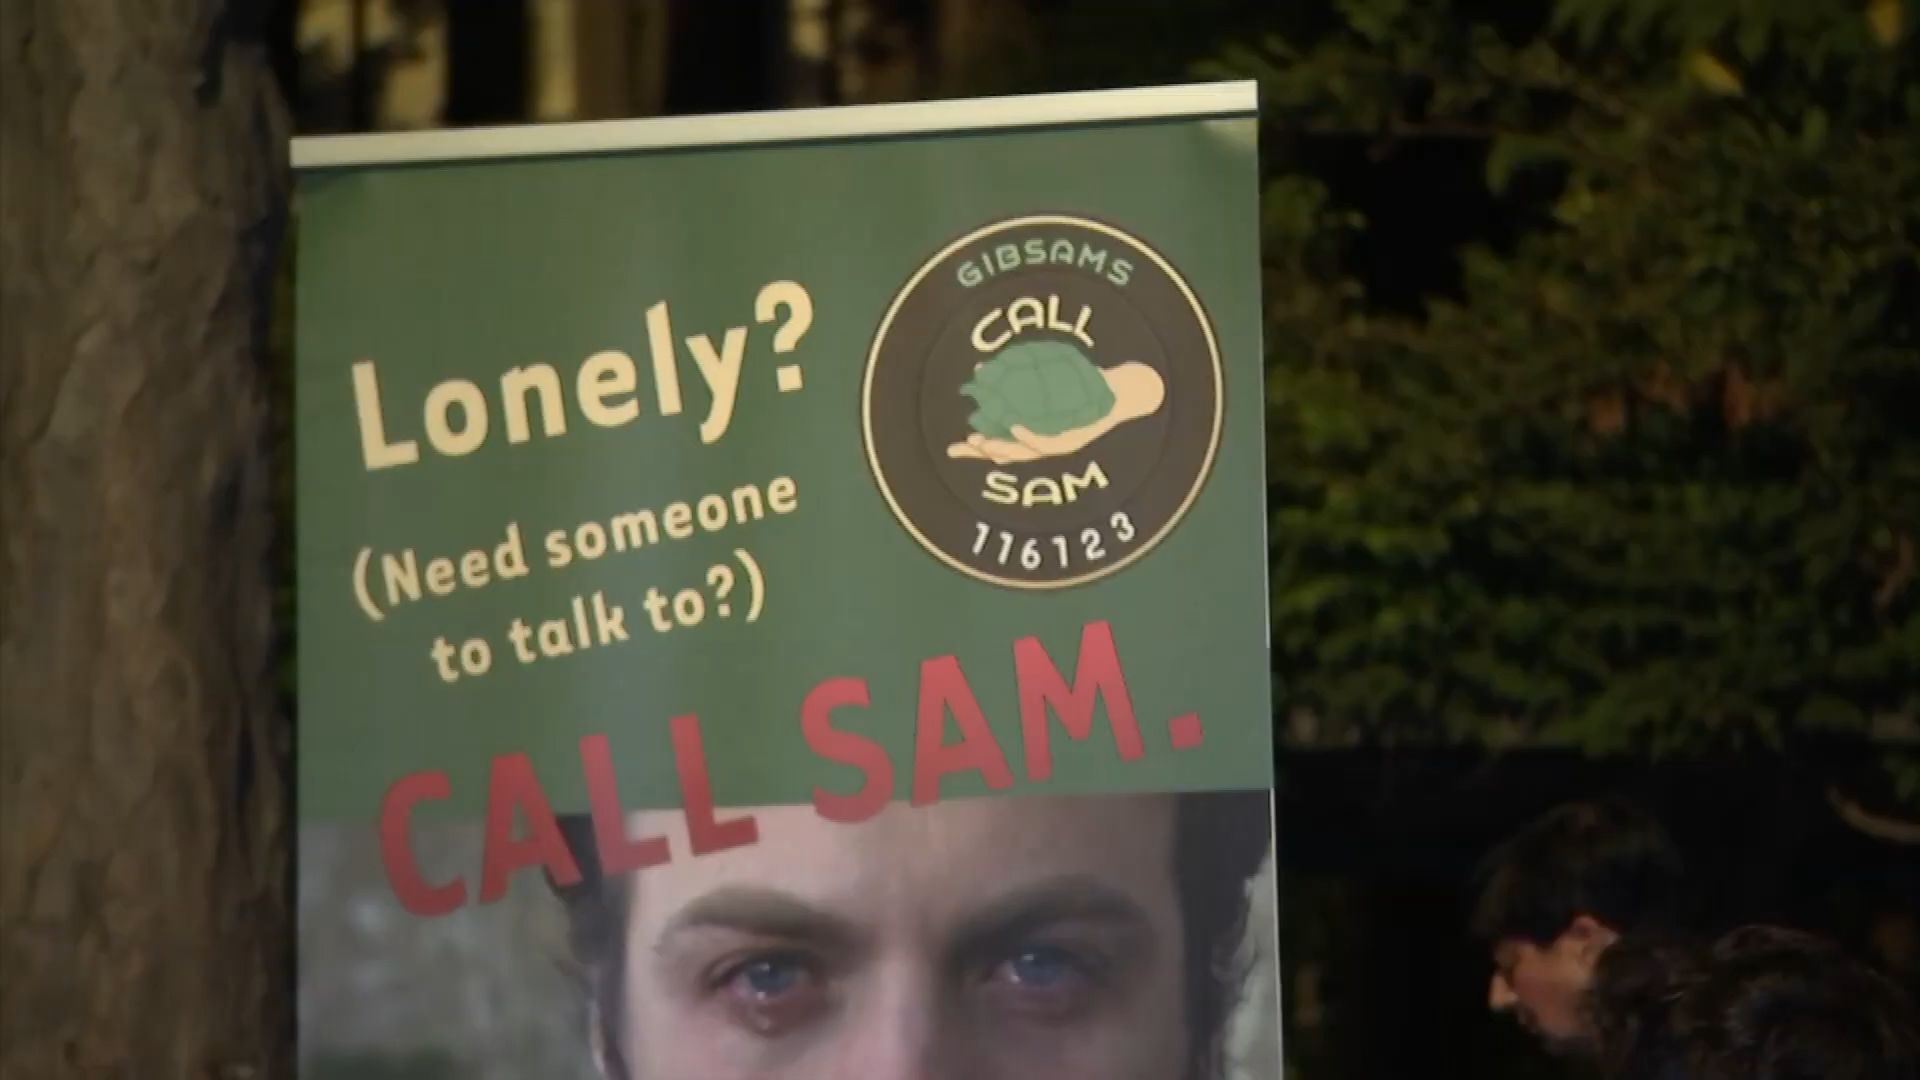 Lonely?
(Need someone
to talk to?)
CALL SAM.
GIBSAMS
CALL
SAM
116123